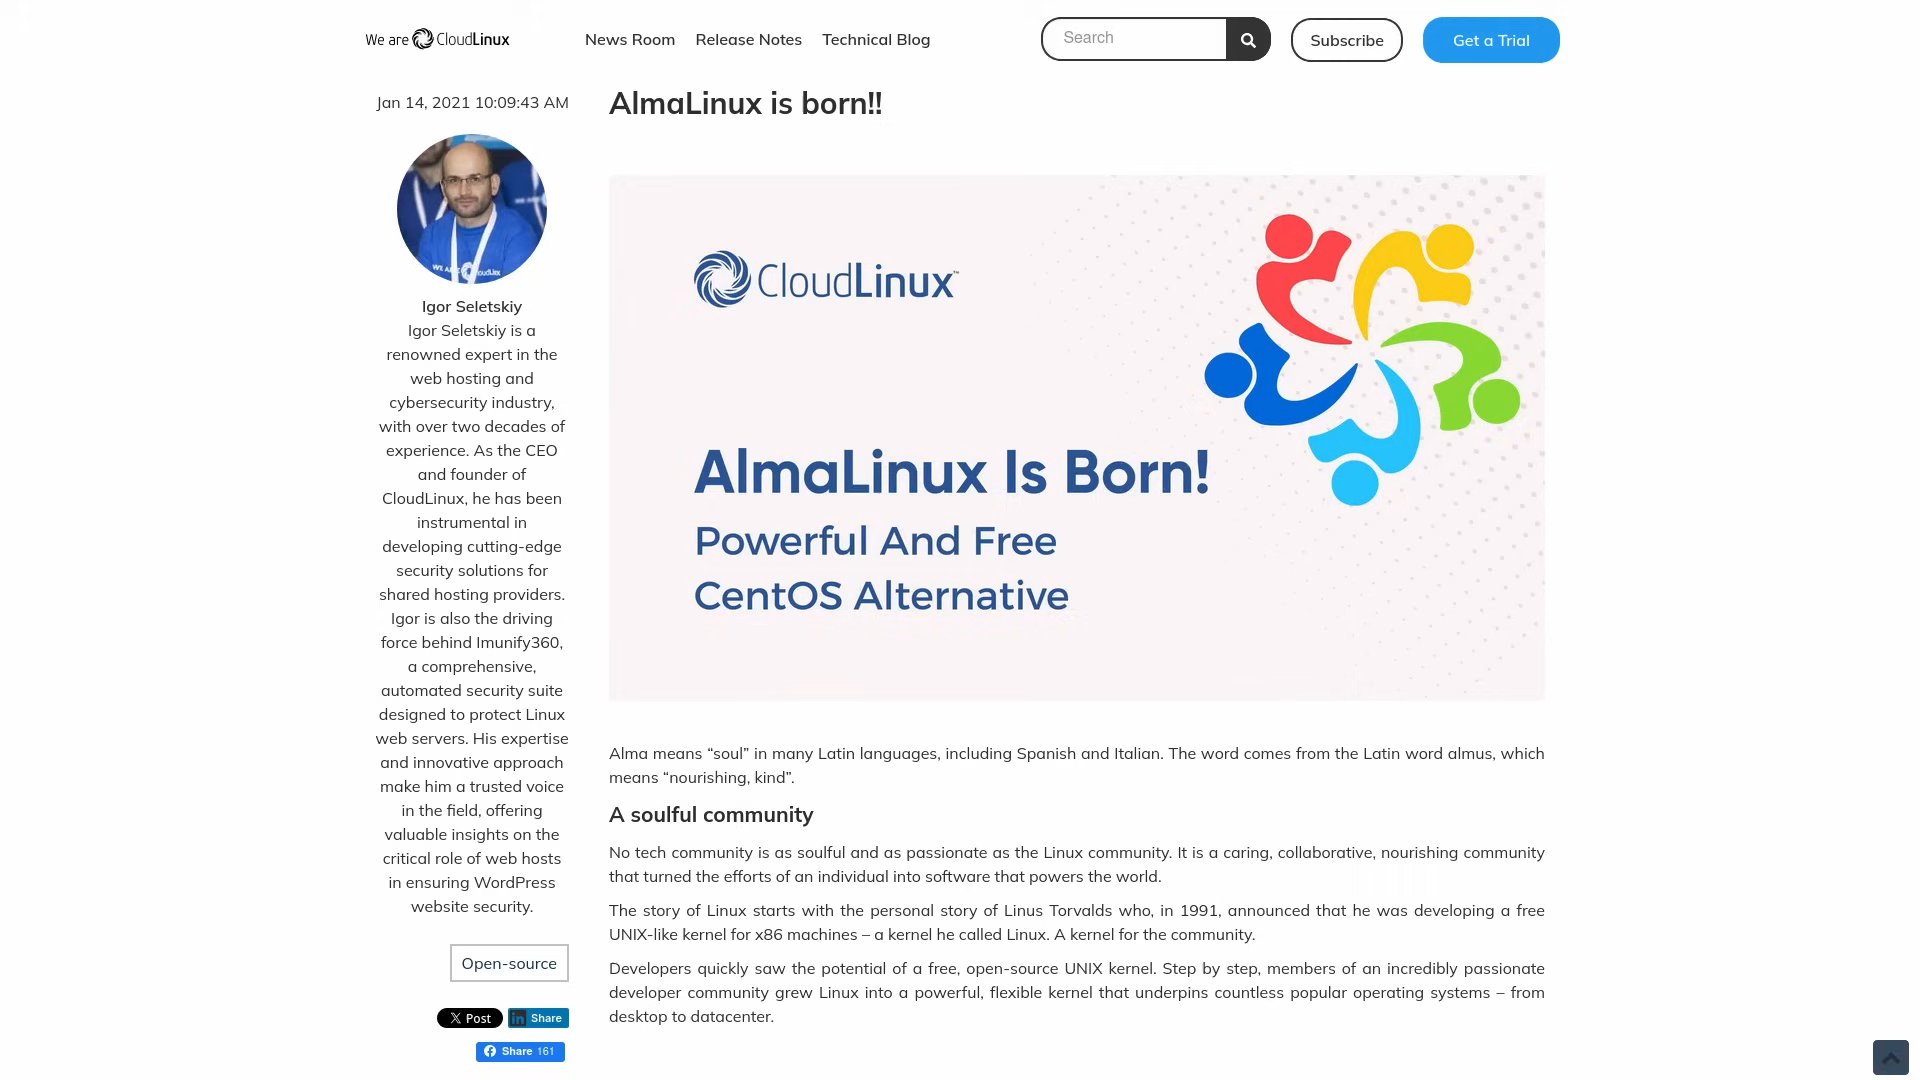 We are CloudLinux
News Room
Release Notes
Technical Blog
Search
Subscribe
Get a Trial
Jan 14, 2021 10:09:43 AM
WE ARE CloudLinux
Igor Seletskiy
Igor Seletskiy is a
renowned expert in the
web hosting and
cybersecurity industry,
with over two decades of
experience. As the CEO
and founder of
CloudLinux, he has been
instrumental in
developing cutting-edge
security solutions for
shared hosting providers.
Igor is also the driving
force behind Imunify360,
a comprehensive,
automated security suite
designed to protect Linux
web servers. His expertise
and innovative approach
make him a trusted voice
in the field, offering
valuable insights on the
critical role of web hosts
in ensuring WordPress
website security.
Open-source
Post
in Share
Share 161
AlmaLinux is born!!
CloudLinux™
AlmaLinux Is Born!
Powerful And Free
CentOS Alternative
Alma means “soul” in many Latin languages, including Spanish and Italian. The word comes from the Latin word almus, which
means “nourishing, kind”.
A soulful community
No tech community is as soulful and as passionate as the Linux community. It is a caring, collaborative, nourishing community
that turned the efforts of an individual into software that powers the world.
The story of Linux starts with the personal story of Linus Torvalds who, in 1991, announced that he was developing a free
UNIX-like kernel for x86 machines – a kernel he called Linux. A kernel for the community.
Developers quickly saw the potential of a free, open-source UNIX kernel. Step by step, members of an incredibly passionate
developer community grew Linux into a powerful, flexible kernel that underpins countless popular operating systems – from
desktop to datacenter.